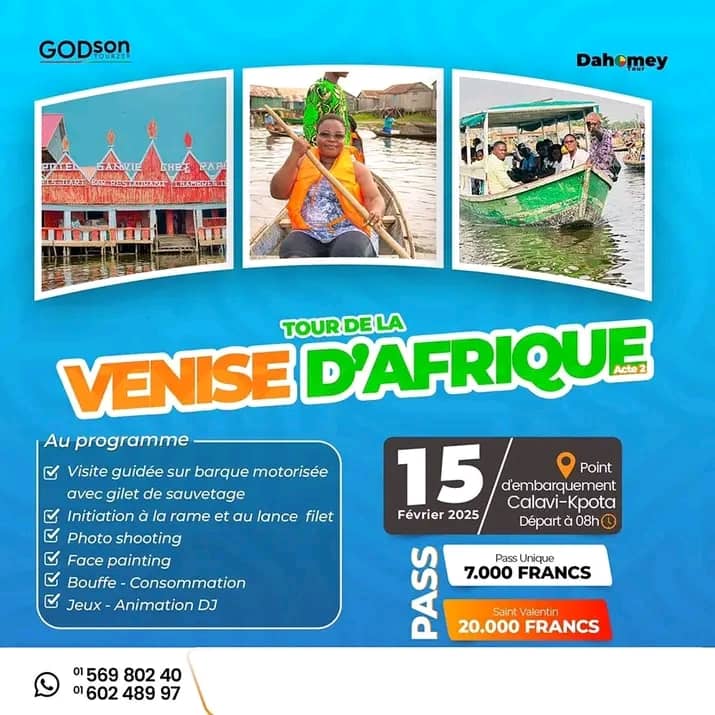 GODson
TOURZER
Dahomey
TOUR
TOUR DE LA
VENISE D'AFRIQUE
Acte 2
Au programme
Visite guidée sur barque motorisée
avec gilet de sauvetage
Initiation à la rame et au lance filet
Photo shooting
Face painting
Bouffe - Consommation
Jeux - Animation DJ
15
Février 2025
Point
d'embarquement
Calavi-Kpota
Départ à 08h
PASS
Pass Unique
7.000 FRANCS
Saint Valentin
20.000 FRANCS
01 569 802 40
01 602 489 97